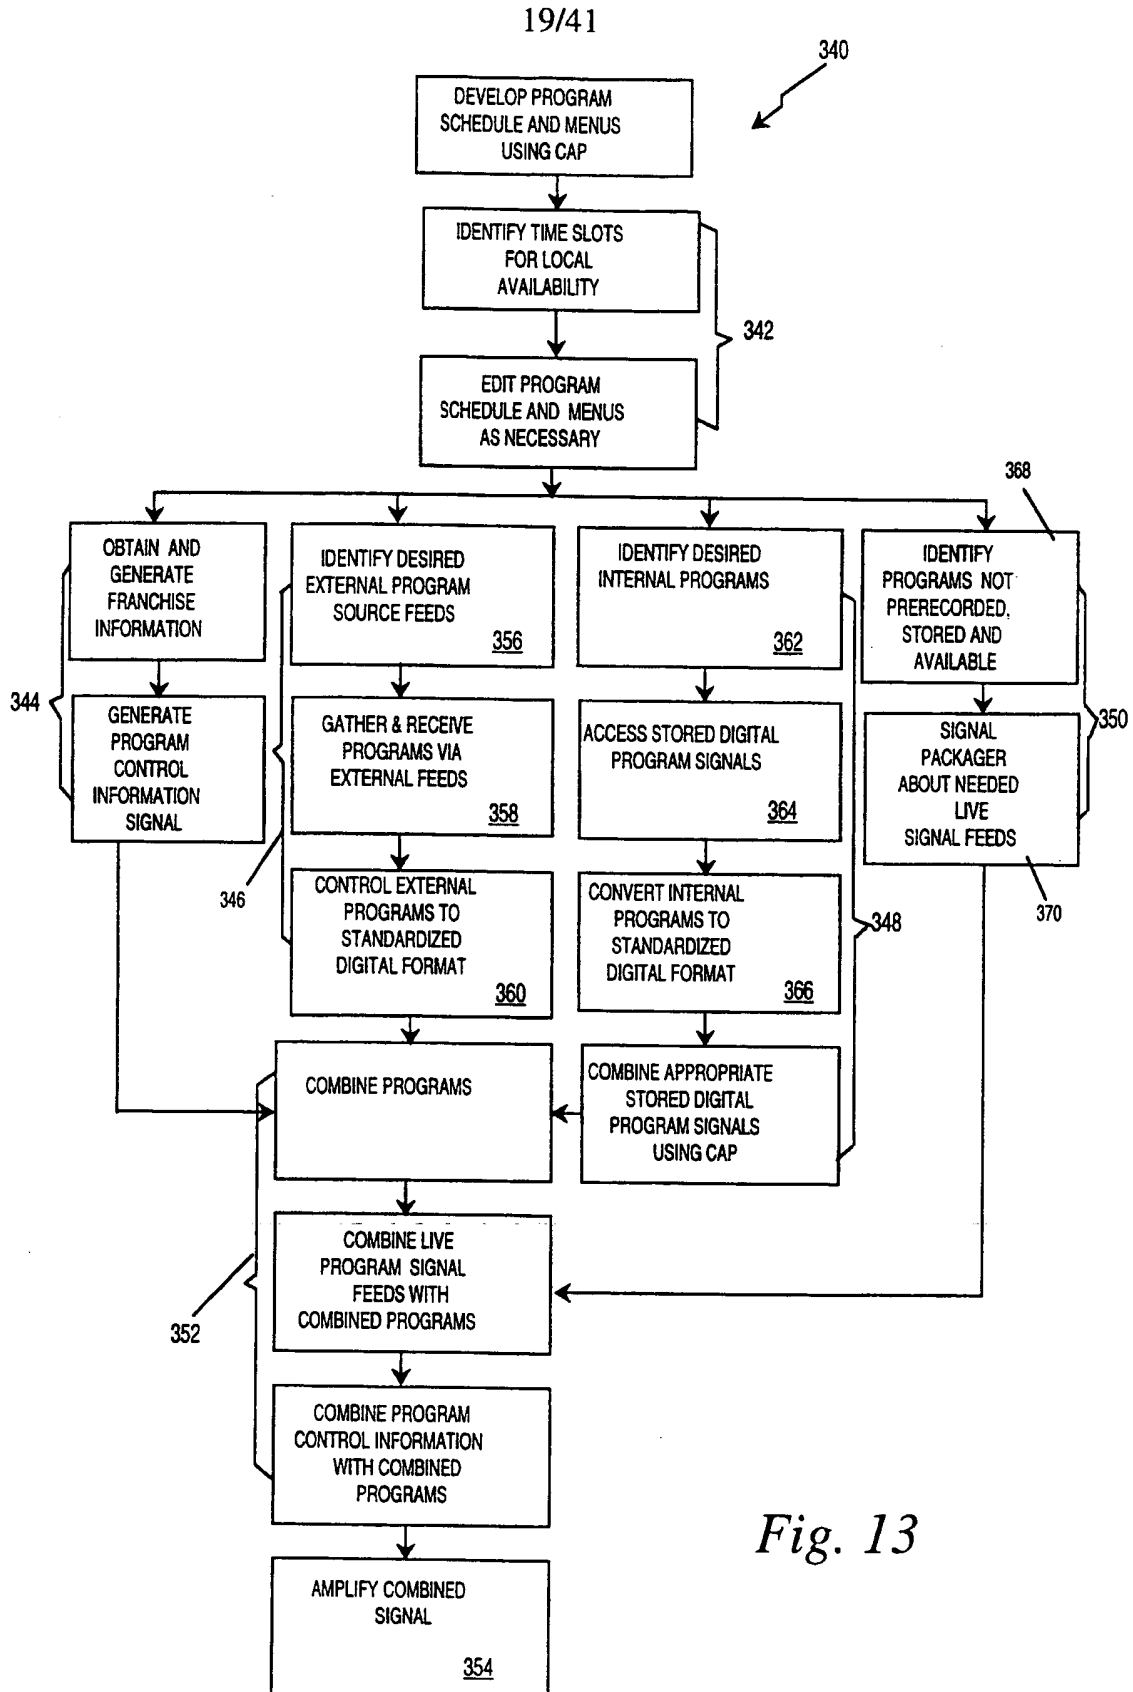 19/41
340
DEVELOP PROGRAM
SCHEDULE AND MENUS
USING CAP
IDENTIFY TIME SLOTS
FOR LOCAL
AVAILABILITY
342
EDIT PROGRAM
SCHEDULE AND MENUS
AS NECESSARY
368
OBTAIN AND
GENERATE
FRANCHISE
INFORMATION
IDENTIFY DESIRED
EXTERNAL PROGRAM
SOURCE FEEDS
356
IDENTIFY DESIRED
INTERNAL PROGRAMS
362
IDENTIFY
PROGRAMS NOT
PRERECORDED,
STORED AND
AVAILABLE
344
350
GENERATE
PROGRAM
CONTROL
INFORMATION
SIGNAL
GATHER & RECEIVE
PROGRAMS VIA
EXTERNAL FEEDS
358
ACCESS STORED DIGITAL
PROGRAM SIGNALS
364
SIGNAL
PACKAGER
ABOUT NEEDED
LIVE
SIGNAL FEEDS
346
370
CONTROL EXTERNAL
PROGRAMS TO
STANDARDIZED
DIGITAL FORMAT
360
CONVERT INTERNAL
PROGRAMS TO
STANDARDIZED
DIGITAL FORMAT
366
348
COMBINE PROGRAMS
COMBINE APPROPRIATE
STORED DIGITAL
PROGRAM SIGNALS
USING CAP
COMBINE LIVE
PROGRAM SIGNAL
FEEDS WITH
COMBINED PROGRAMS
352
COMBINE PROGRAM
CONTROL INFORMATION
WITH COMBINED
PROGRAMS
AMPLIFY COMBINED
SIGNAL
354
Fig. 13